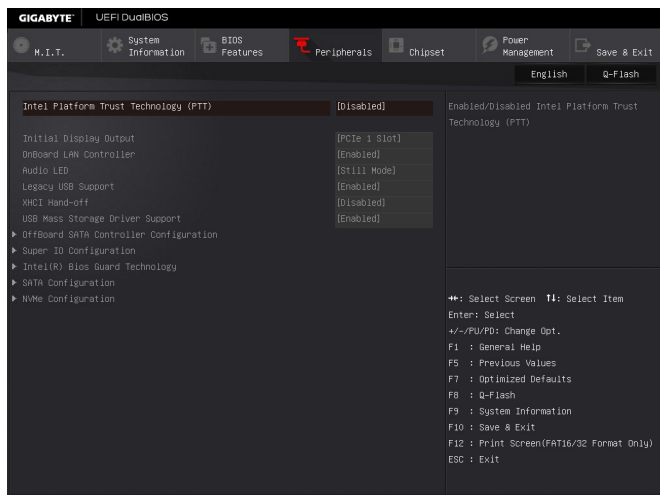 GIGABYTE™ UEFI DualBIOS
M.I.T.
System Information
BIOS Features
Peripherals
Chipset
Power Management
Save & Exit
English
Q-Flash
Intel Platform Trust Technology (PTT) [Disabled]
Initial Display Output [PCIe 1 Slot]
OnBoard LAN Controller [Enabled]
Audio LED [Still Mode]
Legacy USB Support [Enabled]
XHCI Hand-off [Disabled]
USB Mass Storage Driver Support [Enabled]
OffBoard SATA Controller Configuration
Super IO Configuration
Intel(R) Bios Guard Technology
SATA Configuration
NVMe Configuration
Enabled/Disabled Intel Platform Trust
Technology (PTT)
→←: Select Screen ↑↓: Select Item
Enter: Select
+/-/PU/PD: Change Opt.
F1 : General Help
F5 : Previous Values
F7 : Optimized Defaults
F8 : Q-Flash
F9 : System Information
F10 : Save & Exit
F12 : Print Screen(FAT16/32 Format Only)
ESC : Exit